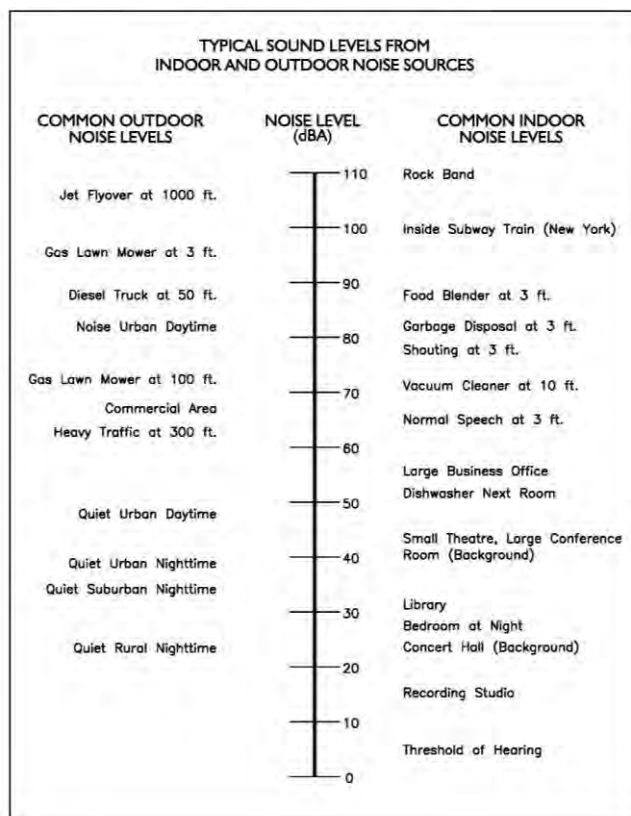 TYPICAL SOUND LEVELS FROM
INDOOR AND OUTDOOR NOISE SOURCES
COMMON OUTDOOR
NOISE LEVELS
NOISE LEVEL
(dBA)
COMMON INDOOR
NOISE LEVELS
110
Rock Band
Jet Flyover at 1000 ft.
100
Inside Subway Train (New York)
Gas Lawn Mower at 3 ft.
90
Diesel Truck at 50 ft.
Food Blender at 3 ft.
Noise Urban Daytime
Garbage Disposal at 3 ft.
80
Shouting at 3 ft.
Gas Lawn Mower at 100 ft.
Vacuum Cleaner at 10 ft.
70
Commercial Area
Normal Speech at 3 ft.
Heavy Traffic at 300 ft.
60
Large Business Office
Dishwasher Next Room
50
Quiet Urban Daytime
Small Theatre, Large Conference
Room (Background)
40
Quiet Urban Nighttime
Quiet Suburban Nighttime
Library
30
Bedroom at Night
Quiet Rural Nighttime
Concert Hall (Background)
20
Recording Studio
10
Threshold of Hearing
0